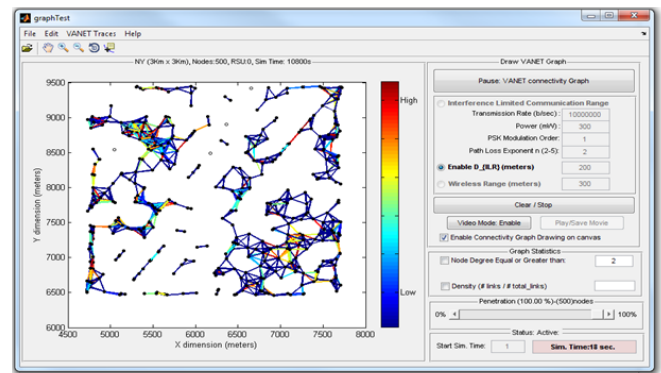 graphTest
File Edit VANET Traces Help
NY (3Km x 3Km), Nodes:500, RSU:0, Sim Time: 10800s
Y dimension (meters)
9500
9000
8500
8000
7500
7000
6500
6000
4500 5000 5500 6000 6500 7000 7500 8000
X dimension (meters)
High
Low
Draw VANET Graph
Pause: VANET connectivity Graph
Interference Limited Communication Range
Transmission Rate (b/sec): 10000000
Power (mW): 300
PSK Modulation Order: 1
Path Loss Exponent n (2-5): 2
Enable D_{ILR} (meters) 200
Wireless Range (meters) 300
Clear / Stop
Video Mode: Enable Play/Save Movie
Enable Connectivity Graph Drawing on canvas
Graph Statistics
Node Degree Equal or Greater than: 2
Density (# links / # total_links)
Penetration (100.00 %)-(500)nodes
0% 100%
Status: Active:
Start Sim. Time: 1 Sim. Time:18 sec.